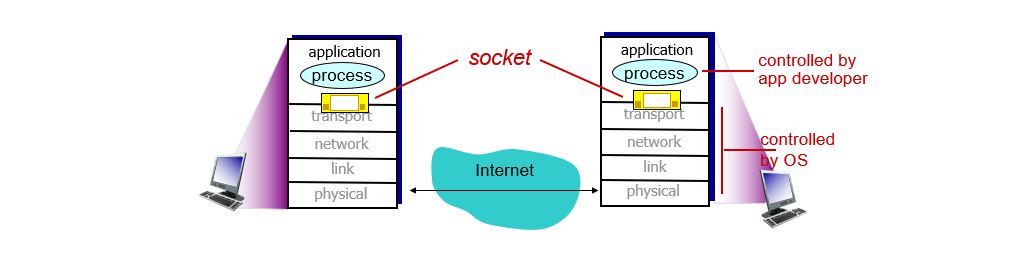 application
process
transport
network
link
physical
socket
Internet
application
process
transport
network
link
physical
controlled by
app developer
controlled
by OS